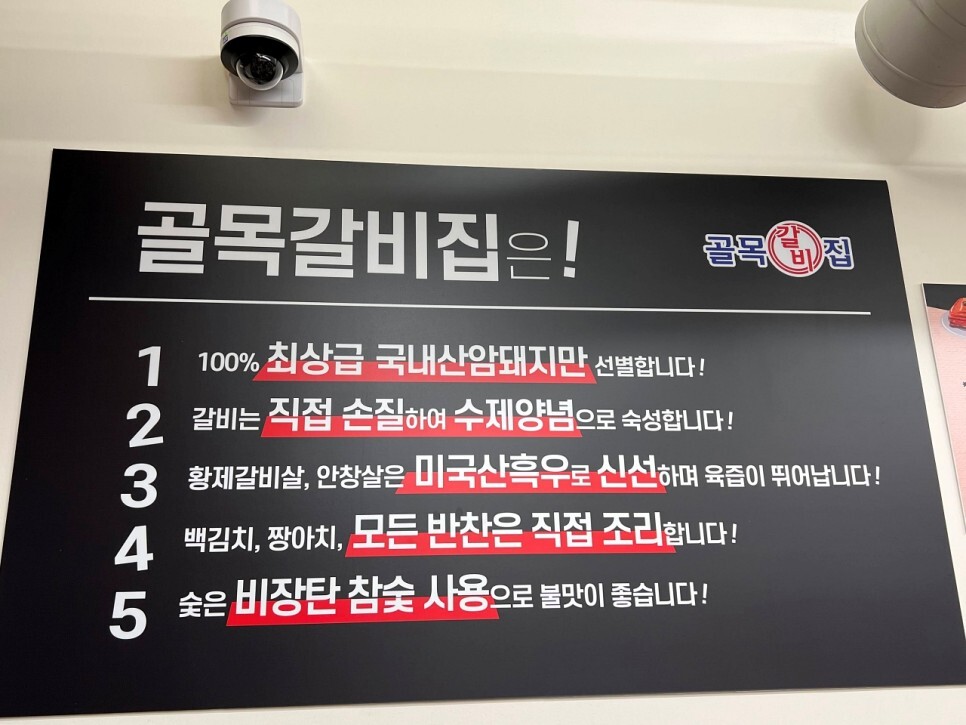 골목갈비집은!
골목갈비집
1 100% 최상급 국내산암돼지만 선별합니다!
2 갈비는 직접 손질하여 수제양념으로 숙성합니다!
3 황제갈비살, 안창살은 미국산흑우로 신선하며 육즙이 뛰어납니다!
4 백김치, 짱아치, 모든 반찬은 직접 조리합니다!
5 숯은 비장탄 참숯 사용으로 불맛이 좋습니다!